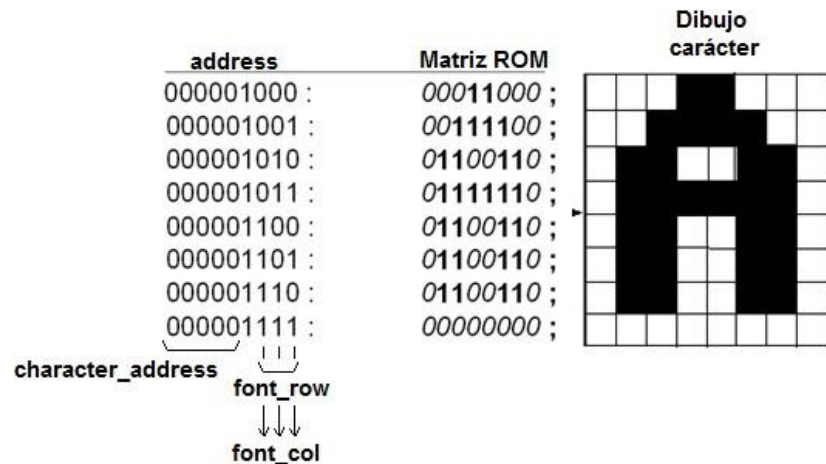 Dibujo
carácter
address Matriz ROM
000001000 : 00011000 ;
000001001 : 00111100 ;
000001010 : 01100110 ;
000001011 : 01111110 ;
000001100 : 01100110 ;
000001101 : 01100110 ;
000001110 : 01100110 ;
000001111 : 00000000 ;
character_address
font_row
font_col